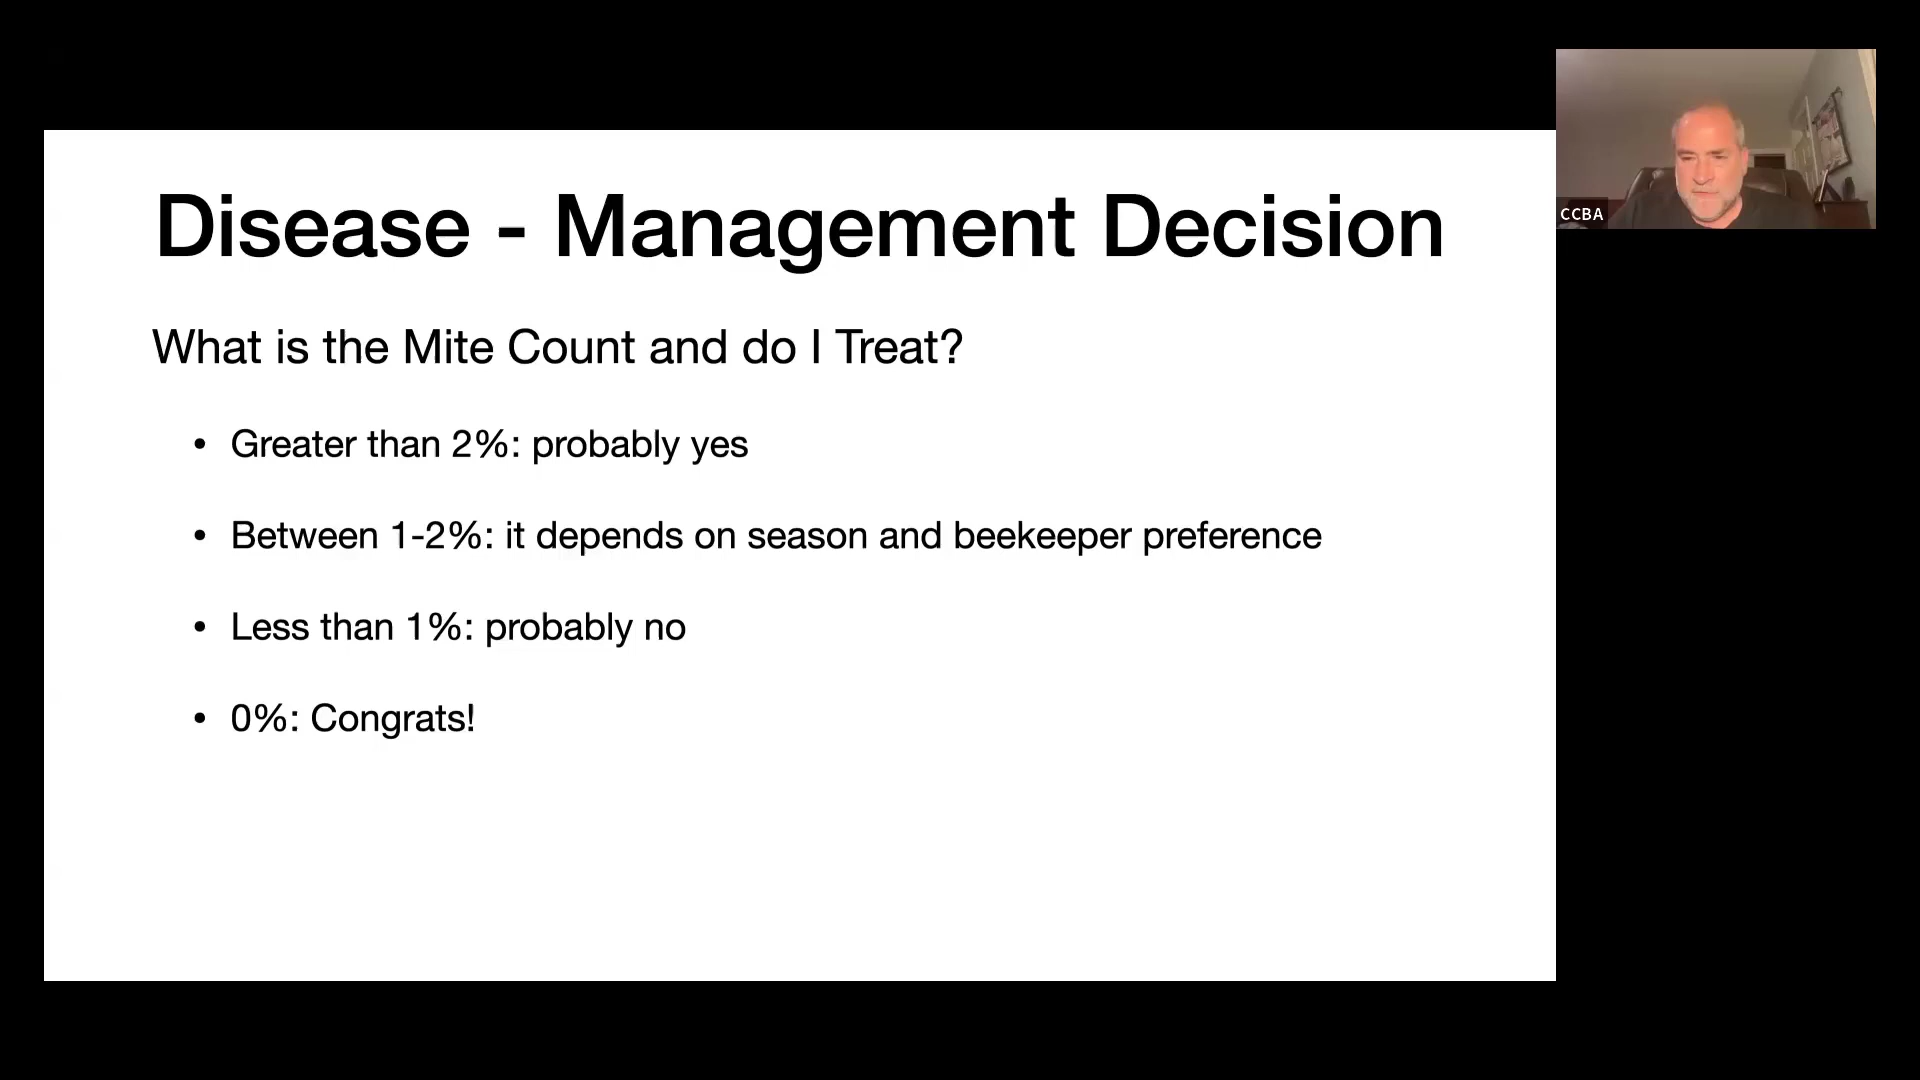 Disease - Management Decision
What is the Mite Count and do I Treat?
• Greater than 2%: probably yes
• Between 1-2%: it depends on season and beekeeper preference
• Less than 1%: probably no
• 0%: Congrats!
CCBA